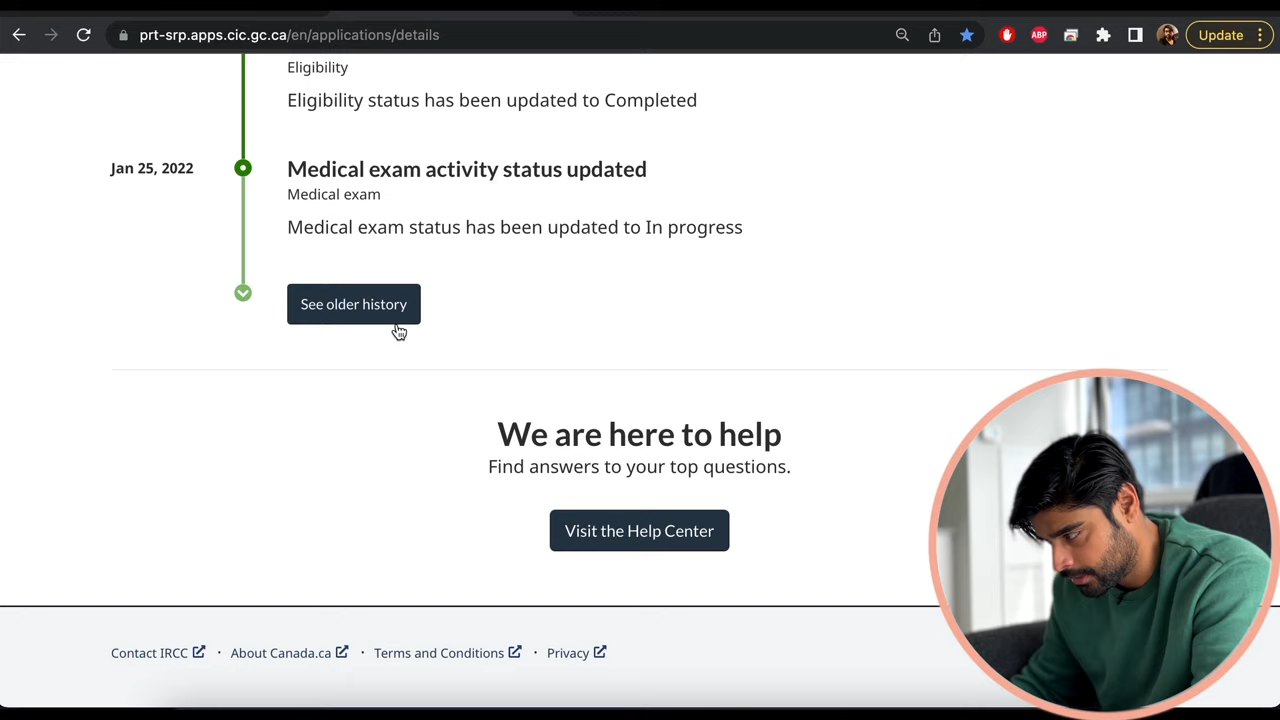 prt-srp.apps.cic.gc.ca/en/applications/details
ABP
Update
Eligibility
Eligibility status has been updated to Completed
Jan 25, 2022
Medical exam activity status updated
Medical exam
Medical exam status has been updated to In progress
See older history
We are here to help
Find answers to your top questions.
Visit the Help Center
Contact IRCC · About Canada.ca · Terms and Conditions · Privacy